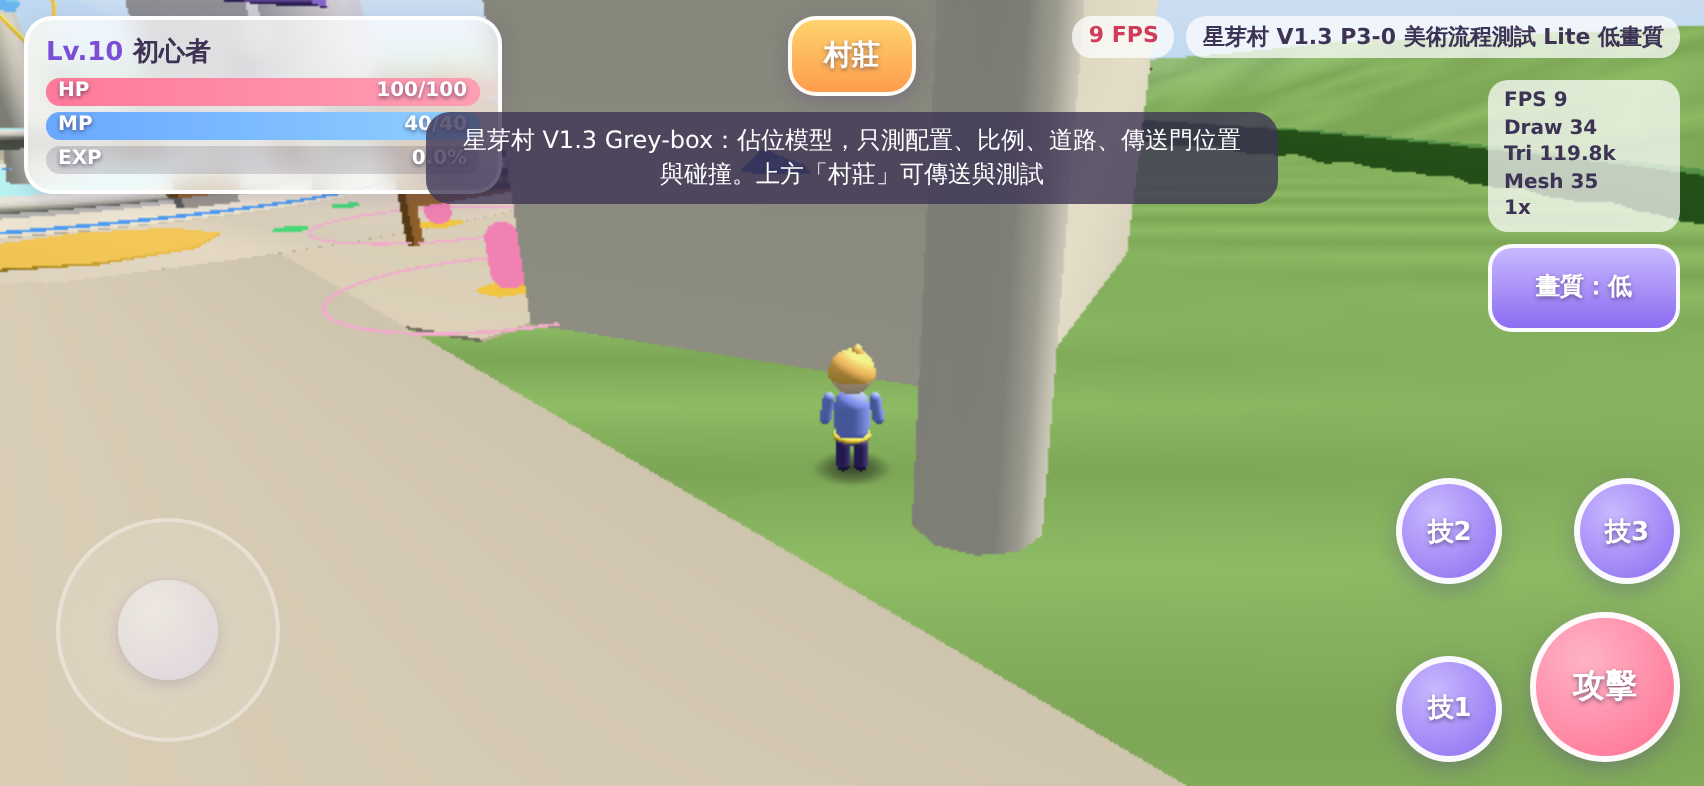 Lv.10 初心者
HP 100/100
MP 40/40
EXP 0.0%
村莊
9 FPS
星芽村 V1.3 P3-0 美術流程測試 Lite 低畫質
星芽村 V1.3 Grey-box：佔位模型，只測配置、比例、道路、傳送門位置
與碰撞。上方「村莊」可傳送與測試
FPS 9
Draw 34
Tri 119.8k
Mesh 35
1x
畫質：低
技2
技3
技1
攻擊